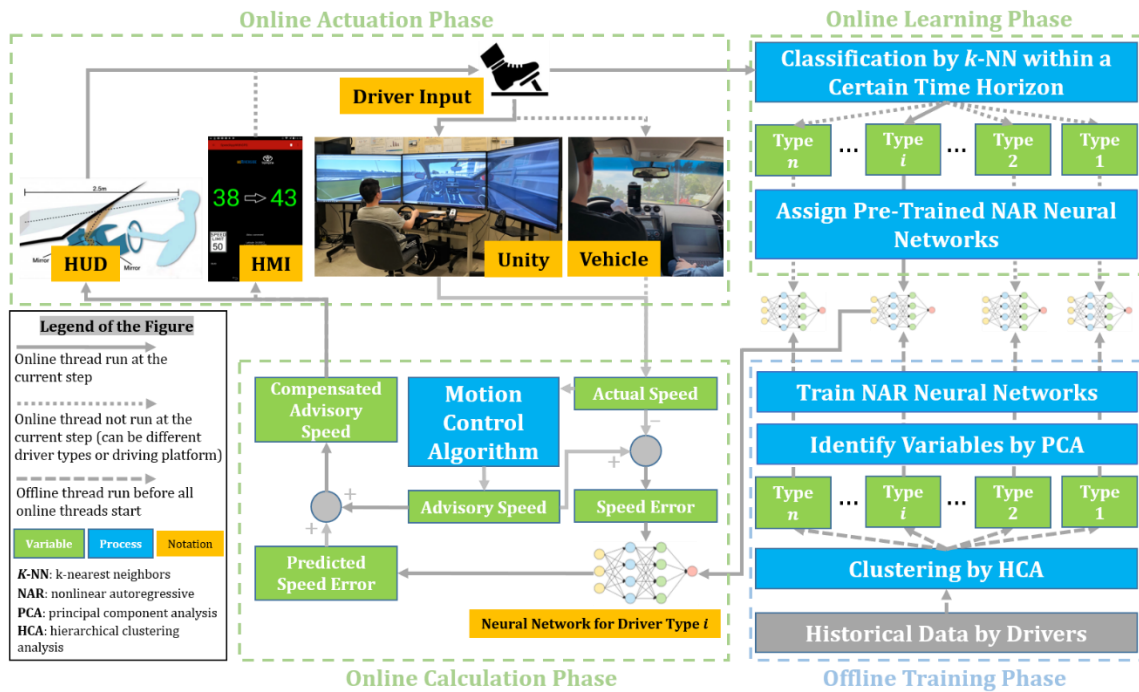 Online Actuation Phase
Driver Input
2.5m
Mirror
Mirror
HUD
38 ⇨ 43
SPEED
LIMIT
50
HMI
Unity
Vehicle
Online Learning Phase
Classification by k-NN within a
Certain Time Horizon
Type
n
...
Type
i
...
Type
2
Type
1
Assign Pre-Trained NAR Neural
Networks
Legend of the Figure
Online thread run at the
current step
Online thread not run at the
current step (can be different
driver types or driving platform)
Offline thread run before all
online threads start
Variable
Process
Notation
K-NN: k-nearest neighbors
NAR: nonlinear autoregressive
PCA: principal component analysis
HCA: hierarchical clustering
analysis
Compensated
Advisory
Speed
Motion
Control
Algorithm
Actual Speed
−
+
+
+
Advisory Speed
Speed Error
Predicted
Speed Error
Neural Network for Driver Type i
Online Calculation Phase
Train NAR Neural Networks
Identify Variables by PCA
Type
n
...
Type
i
...
Type
2
Type
1
Clustering by HCA
Historical Data by Drivers
Offline Training Phase